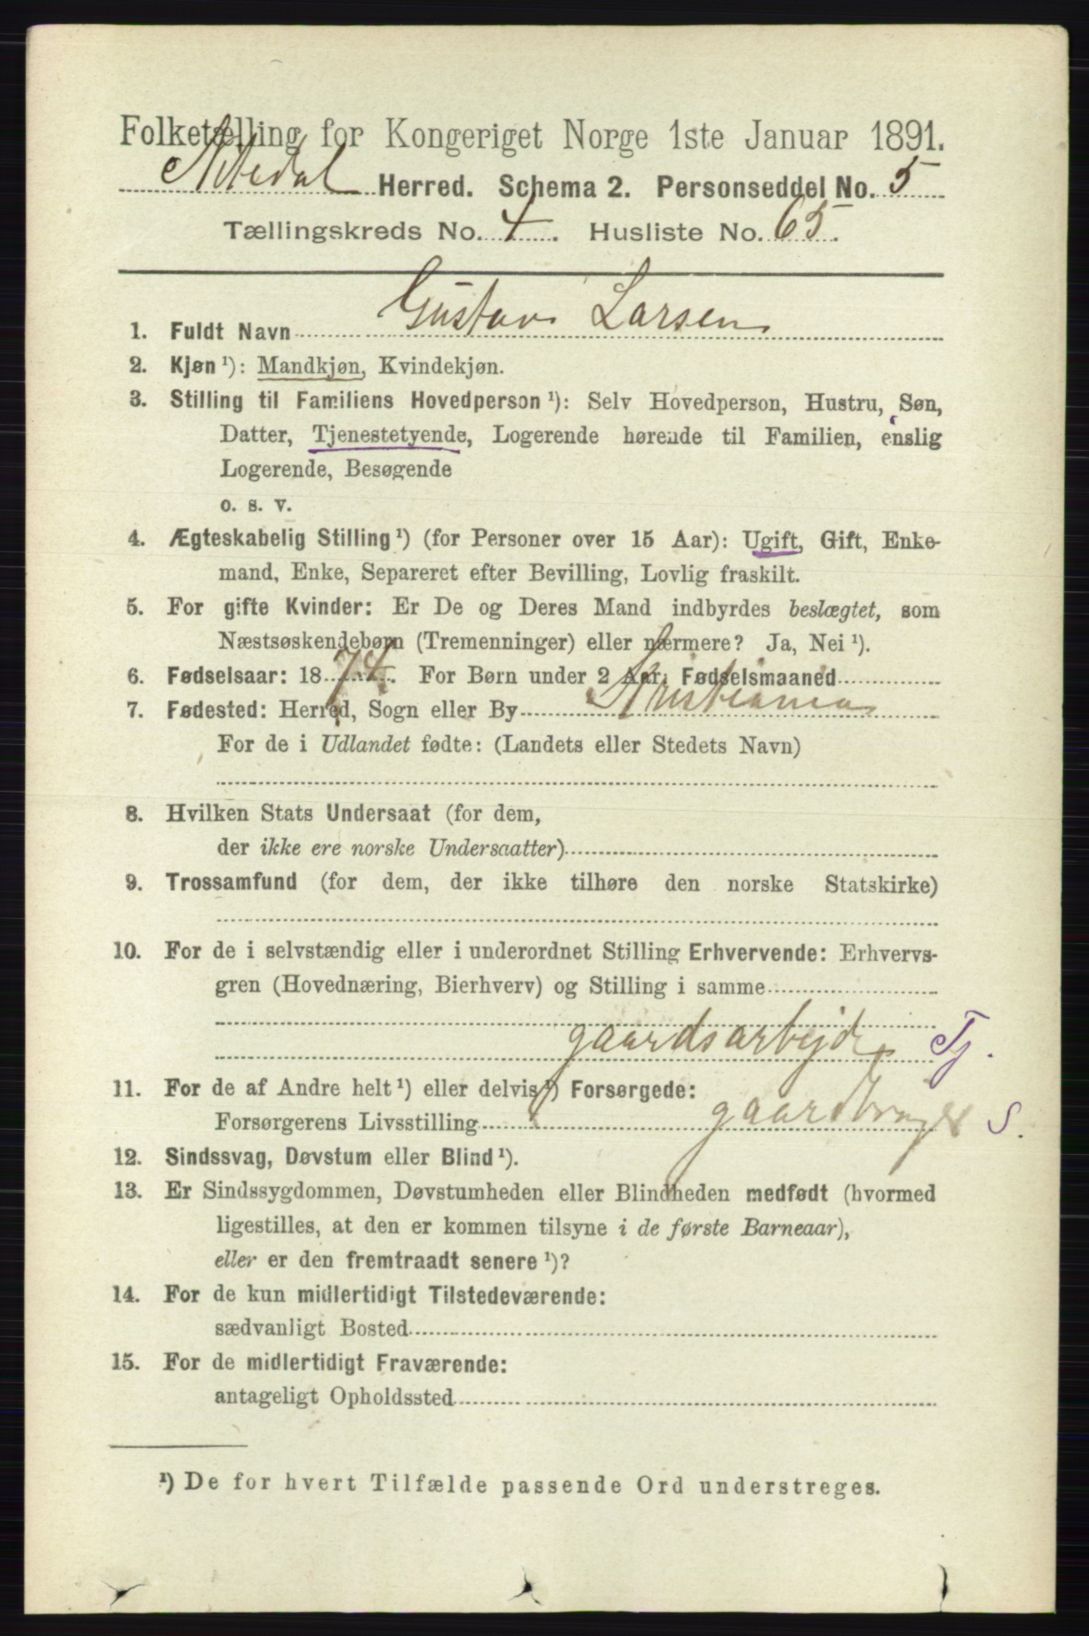 Folketælling for Kongeriget Norge 1ste Januar 1891.
Nitedal Herred. Schema 2. Personseddel No. 5
Tællingskreds No. 4. Husliste No. 65.
1. Fuldt Navn Gustav Larsen
2. Kjøn ¹): Mandkjøn, Kvindekjøn.
3. Stilling til Familiens Hovedperson ¹): Selv Hovedperson, Hustru, Søn,
Datter, Tjenestetyende, Logerende hørende til Familien, enslig
Logerende, Besøgende
o. s. v.
4. Ægteskabelig Stilling ¹) (for Personer over 15 Aar): Ugift, Gift, Enke-
mand, Enke, Separeret efter Bevilling, Lovlig fraskilt.
5. For gifte Kvinder: Er De og Deres Mand indbyrdes beslægtet, som
Næstsøskendebørn (Tremenninger) eller nærmere? Ja, Nei ¹).
6. Fødselsaar: 1874. For Børn under 2 Aar, Fødselsmaaned
7. Fødested: Herred, Sogn eller By Kristiania
For de i Udlandet fødte: (Landets eller Stedets Navn)
8. Hvilken Stats Undersaat (for dem,
der ikke ere norske Undersaatter)
9. Trossamfund (for dem, der ikke tilhøre den norske Statskirke)
10. For de i selvstændig eller i underordnet Stilling Erhvervende: Erhvervs-
gren (Hovednæring, Bierhverv) og Stilling i samme
gaardsarbejde Tj.
11. For de af Andre helt ¹) eller delvis ¹) Forsørgede:
Forsørgerens Livsstilling gaardbruger S.
12. Sindssvag, Døvstum eller Blind ¹).
13. Er Sindssygdommen, Døvstumheden eller Blindheden medfødt (hvormed
ligestilles, at den er kommen tilsyne i de første Barneaar),
eller er den fremtraadt senere ¹)?
14. For de kun midlertidigt Tilstedeværende:
sædvanligt Bosted
15. For de midlertidigt Fraværende:
antageligt Opholdssted
¹) De for hvert Tilfælde passende Ord understreges.